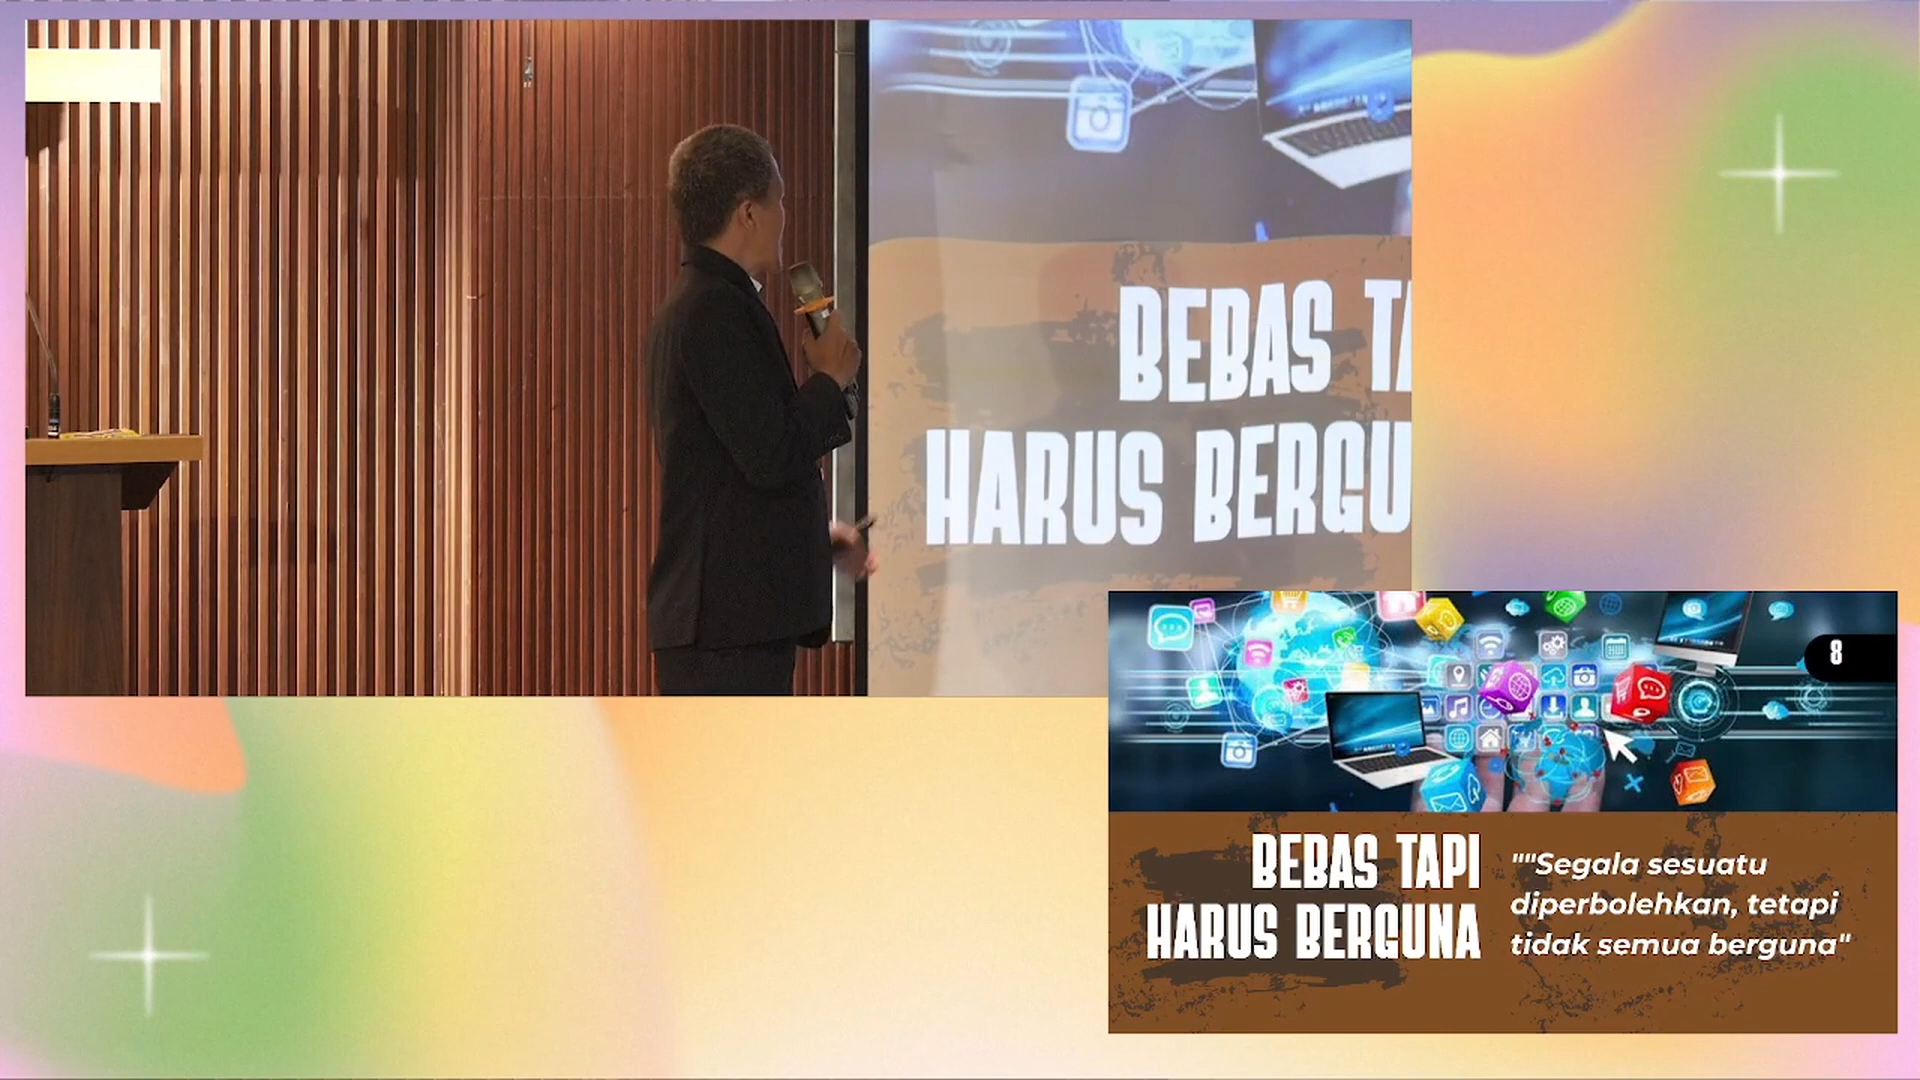 BEBAS TA
HARUS BERGU
8
BEBAS TAPI
HARUS BERGUNA
""Segala sesuatu
diperbolehkan, tetapi
tidak semua berguna"